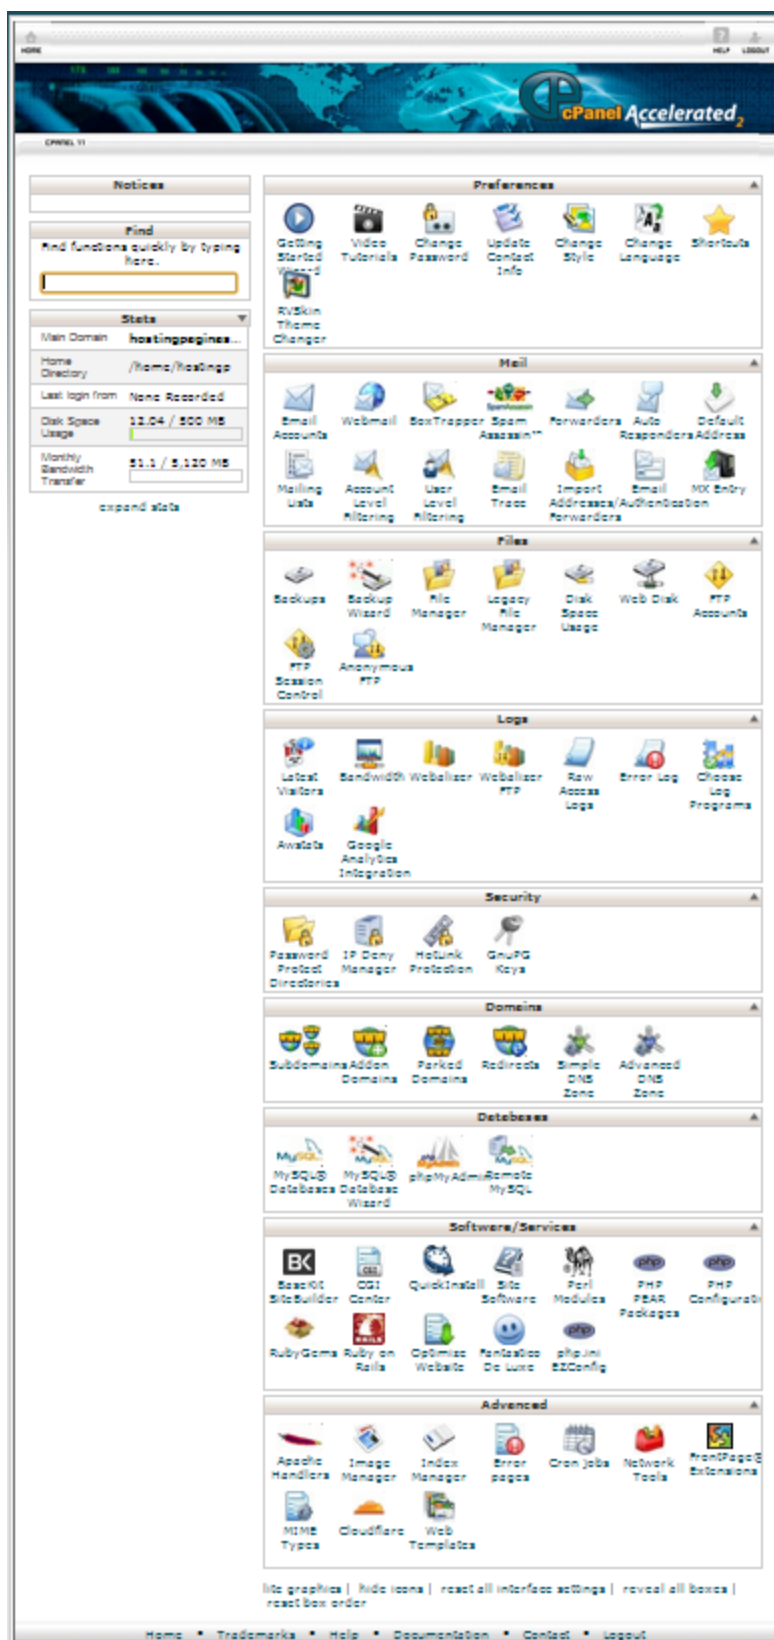 HOME
HELP LOGOUT
cPanel Accelerated2
CPANEL 11
Notices
Find
Find functions quickly by typing
here.
Stats
Main Domain hostingpagines...
Home
Directory /home/hostingp
Last login from None Recorded
Disk Space
Usage 12.04 / 500 MB
Monthly
Bandwidth
Transfer 51.1 / 5,120 MB
expand stats
Preferences
Getting
Started
Wizard
Video
Tutorials
Change
Password
Update
Contact
Info
Change
Style
Change
Language
Shortcuts
RVSkin
Theme
Changer
Mail
Email
Accounts
Webmail
BoxTrapper
SpamAssassin
Spam
Assassin™
Forwarders
Auto
Responders
Default
Address
Mailing
Lists
Account
Level
Filtering
User
Level
Filtering
Email
Trace
Import
Addresses/
Forwarders
Email
Authentication
MX Entry
Files
Backups
Backup
Wizard
File
Manager
Legacy
File
Manager
Disk
Space
Usage
Web Disk
FTP
Accounts
FTP
Session
Control
Anonymous
FTP
Logs
Latest
Visitors
Bandwidth
Webalizer
Webalizer
FTP
Raw
Access
Logs
Error Log
Choose
Log
Programs
Awstats
Google
Analytics
Integration
Security
Password
Protect
Directories
IP Deny
Manager
HotLink
Protection
GnuPG
Keys
Domains
Subdomains
Addon
Domains
Parked
Domains
Redirects
Simple
DNS
Zone
Advanced
DNS
Zone
Databases
MySQL
MySQL®
Databases
MySQL
MySQL®
Database
Wizard
phpMyAdmin
MySQL
Remote
MySQL
Software/Services
BK
BaseKit
SiteBuilder
CGI
CGI
Center
QuickInstall
Site
Software
Perl
Modules
php
PHP
PEAR
Packages
php
PHP
Configurati
RubyGems
RAILS
Ruby on
Rails
Optimize
Website
Fantastico
De Luxe
php
php.ini
EZConfig
Advanced
Apache
Handlers
Image
Manager
Index
Manager
Error
pages
Cron jobs
Network
Tools
FrontPage®
Extensions
MIME
Types
Cloudflare
Web
Templates
lite graphics | hide icons | reset all interface settings | reveal all boxes |
reset box order
Home • Trademarks • Help • Documentation • Contact • Logout